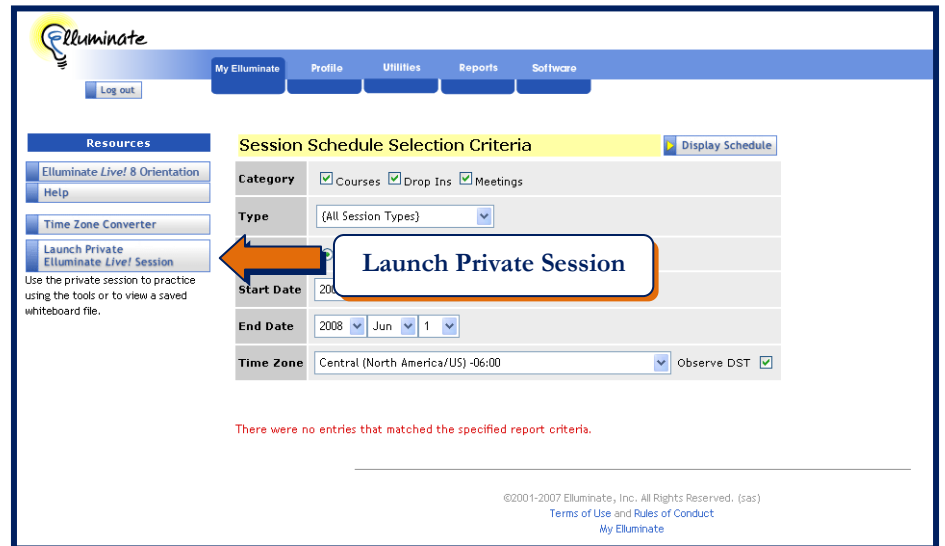 Elluminate
My Elluminate Profile Utilities Reports Software
Log out
Resources
Elluminate Live! 8 Orientation
Help
Time Zone Converter
Launch Private
Elluminate Live! Session
Use the private session to practice
using the tools or to view a saved
whiteboard file.
Session Schedule Selection Criteria Display Schedule
Category Courses Drop Ins Meetings
Type {All Session Types}
Launch Private Session
Start Date
End Date 2008 Jun 1
Time Zone Central (North America/US) -06:00 Observe DST
There were no entries that matched the specified report criteria.
©2001-2007 Elluminate, Inc. All Rights Reserved. (sas)
Terms of Use and Rules of Conduct
My Elluminate